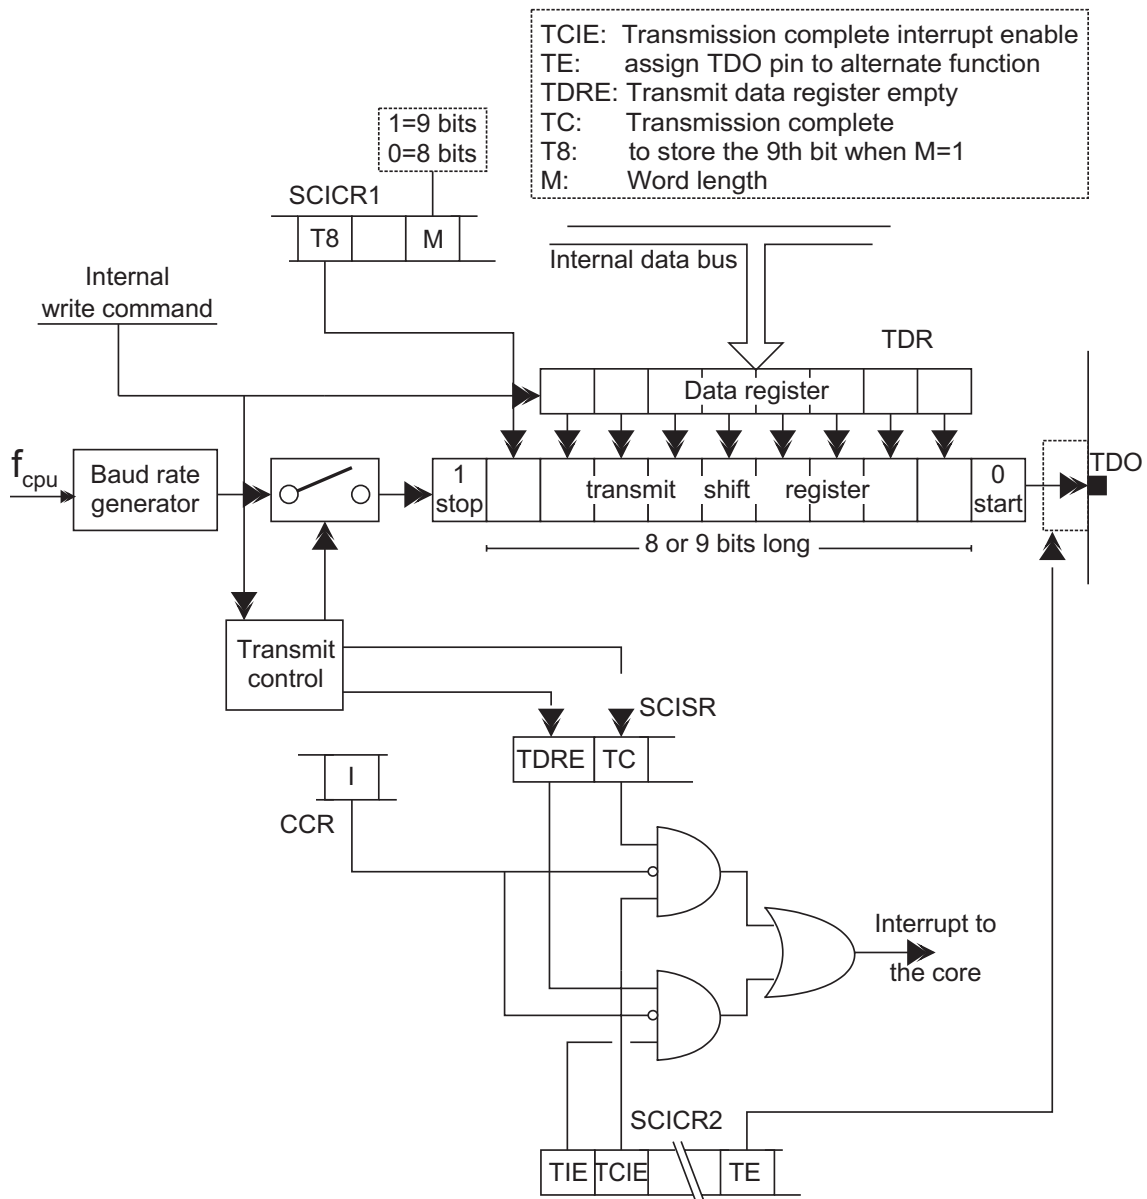 TCIE: Transmission complete interrupt enable
TE: assign TDO pin to alternate function
TDRE: Transmit data register empty
TC: Transmission complete
T8: to store the 9th bit when M=1
M: Word length
1=9 bits
0=8 bits
SCICR1
T8 M
Internal data bus
Internal
write command
TDR
Data register
fcpu
Baud rate
generator
1
stop
transmit shift register
0
start
TDO
8 or 9 bits long
Transmit
control
SCISR
TDRE TC
I
CCR
Interrupt to
the core
SCICR2
TIE TCIE TE